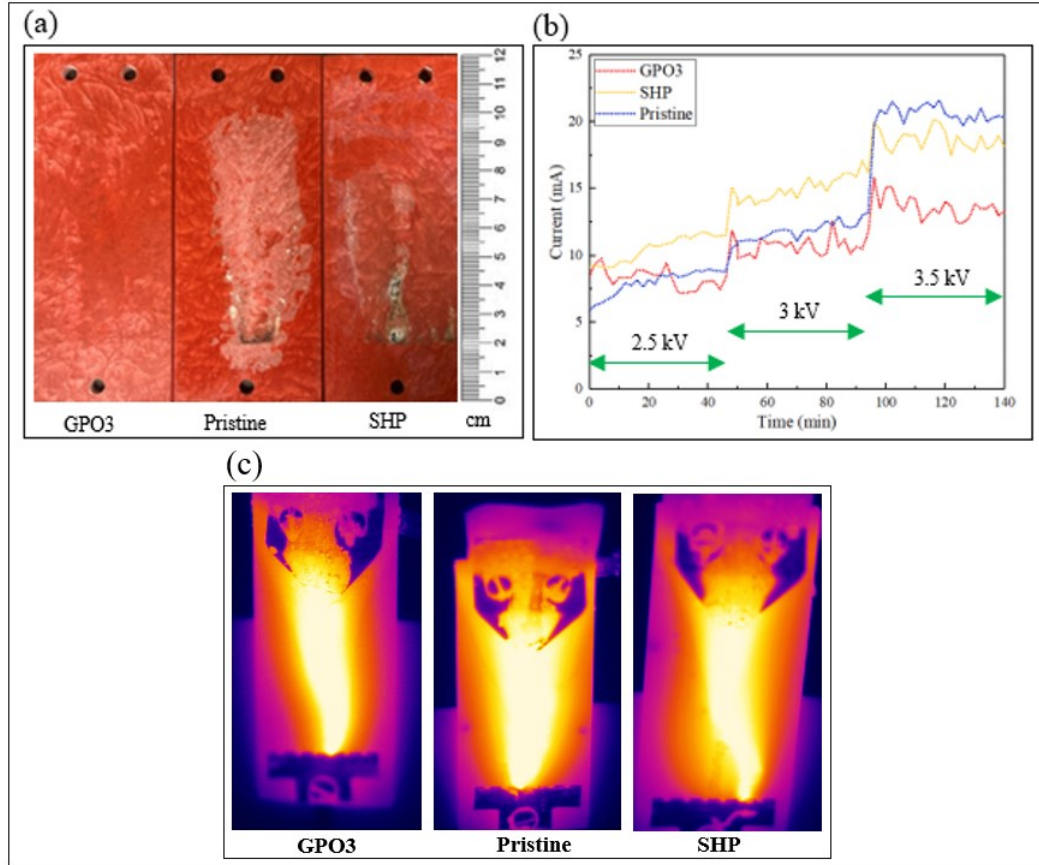 (a)
12
11
10
9
8
7
6
5
4
3
2
1
0
GPO3 Pristine SHP cm
(b)
25
20
15
10
5
0
Current (mA)
GPO3
SHP
Pristine
3.5 kV
3 kV
2.5 kV
0 20 40 60 80 100 120 140
Time (min)
(c)
GPO3 Pristine SHP